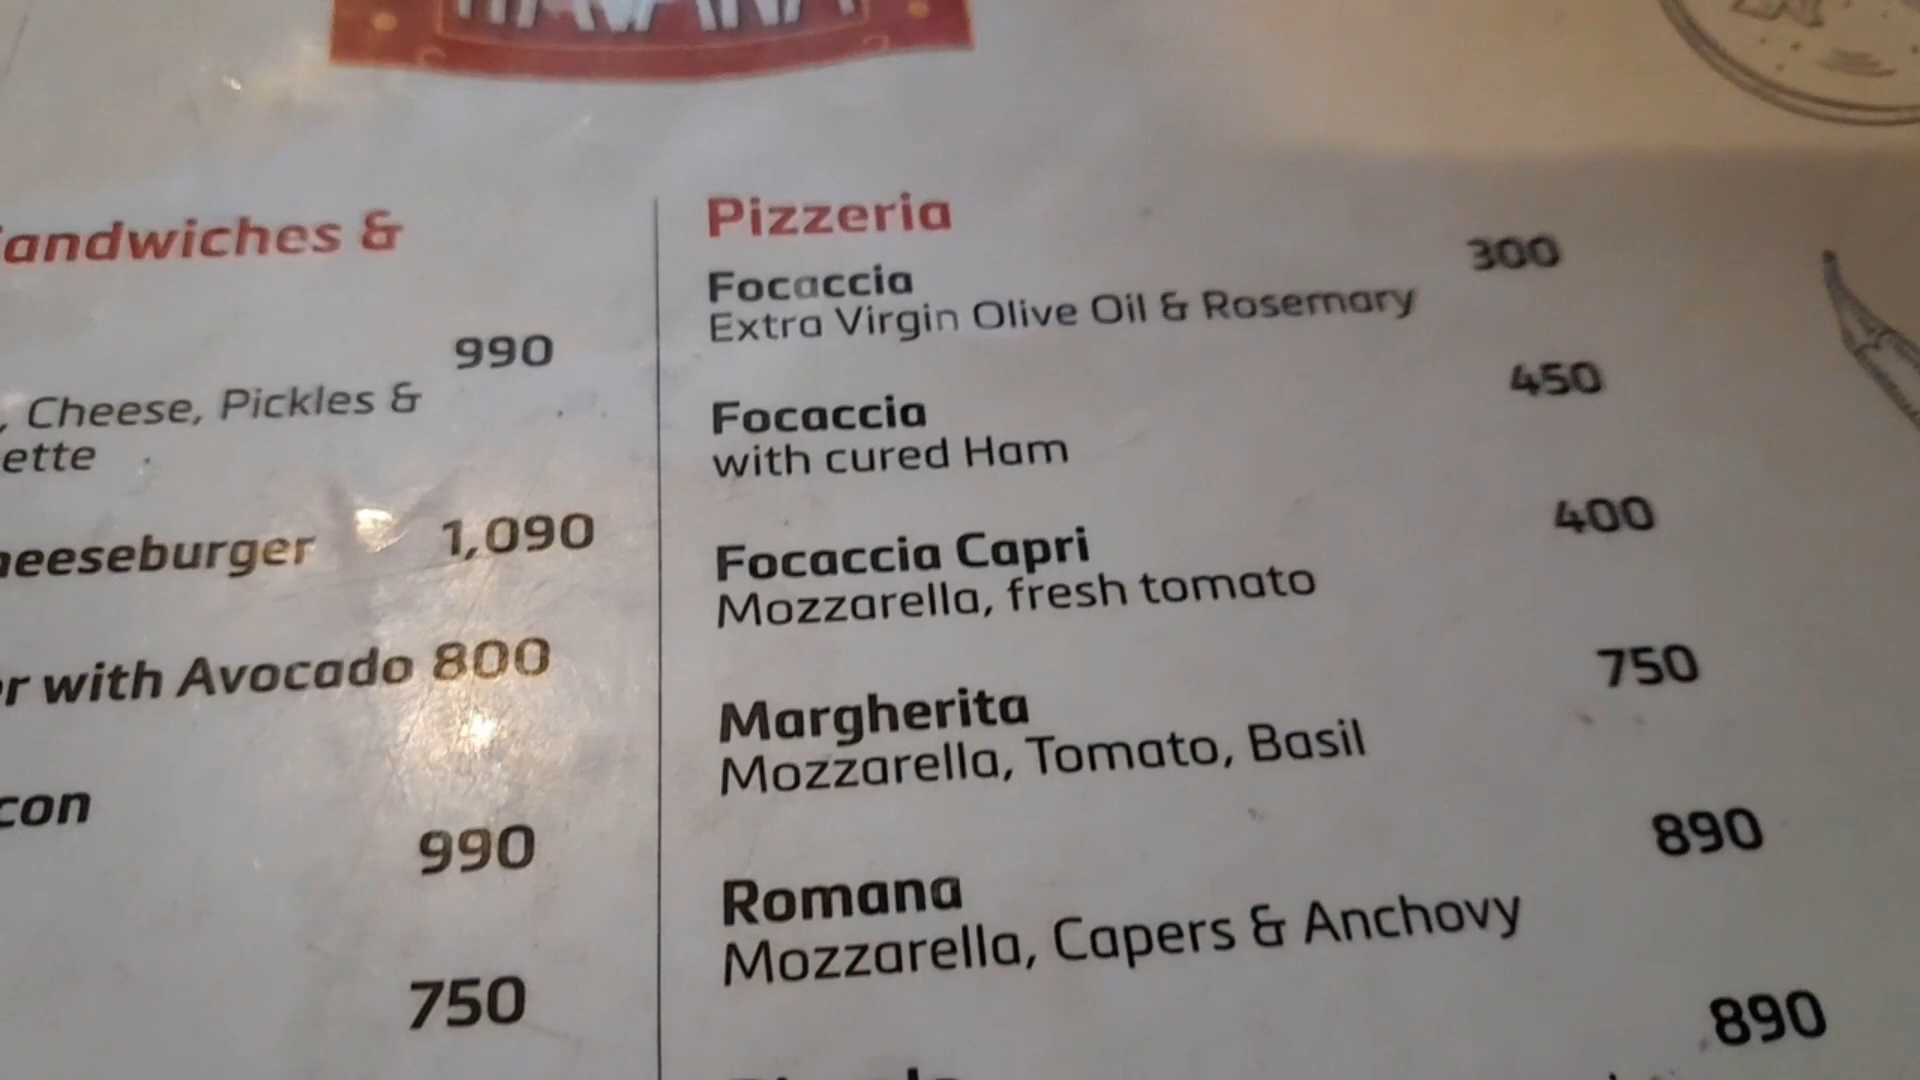 HAVANA
andwiches &
990
, Cheese, Pickles &
ette
heeseburger 1,090
r with Avocado 800
con
990
750
Pizzeria
300
Focaccia
Extra Virgin Olive Oil & Rosemary
450
Focaccia
with cured Ham
400
Focaccia Capri
Mozzarella, fresh tomato
750
Margherita
Mozzarella, Tomato, Basil
890
Romana
Mozzarella, Capers & Anchovy
890